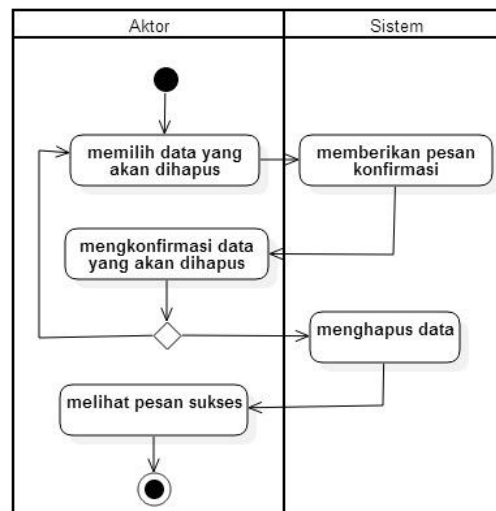 Aktor
Sistem
memilih data yang
akan dihapus
memberikan pesan
konfirmasi
mengkonfirmasi data
yang akan dihapus
menghapus data
melihat pesan sukses